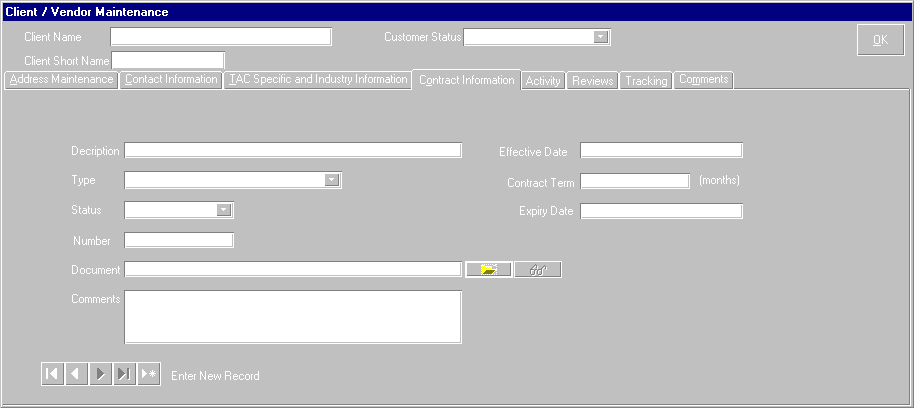 Client / Vendor Maintenance
Client Name
Customer Status
OK
Client Short Name
Address Maintenance Contact Information TAC Specific and Industry Information Contract Information Activity Reviews Tracking Comments
Decription
Effective Date
Type
Contract Term (months)
Status
Expiry Date
Number
Document
Comments
Enter New Record